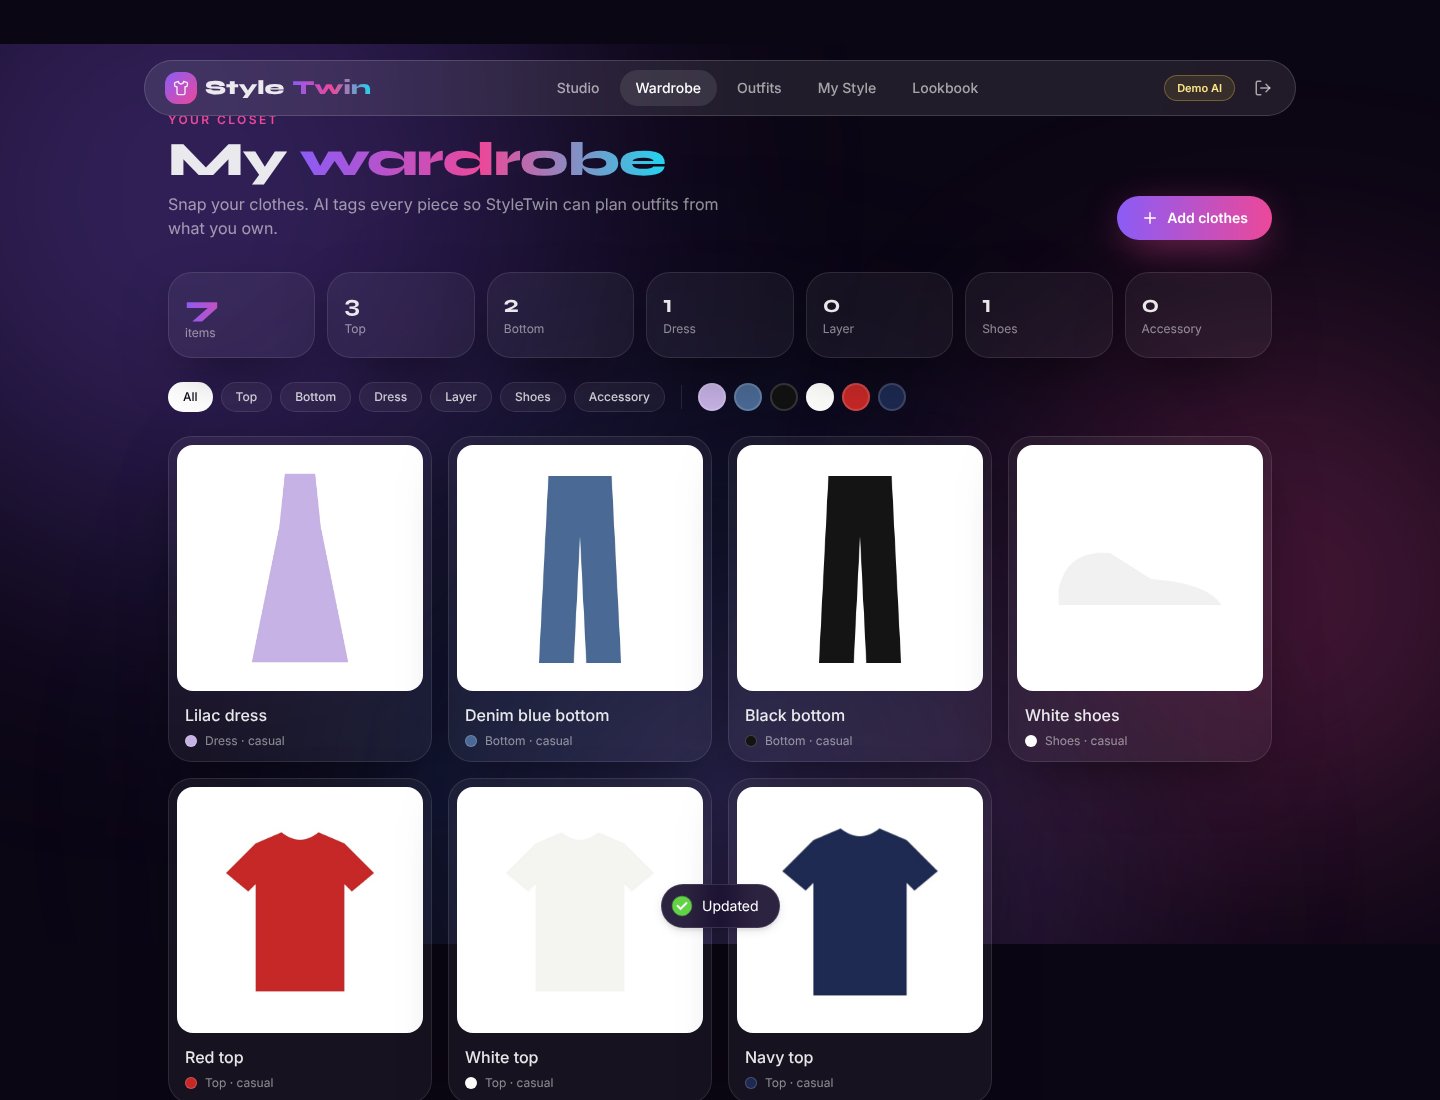 Style Twin
Studio
Wardrobe
Outfits
My Style
Lookbook
Demo AI
YOUR CLOSET
My wardrobe
Snap your clothes. AI tags every piece so StyleTwin can plan outfits from
what you own.
Add clothes
7
items
3
Top
2
Bottom
1
Dress
0
Layer
1
Shoes
0
Accessory
All
Top
Bottom
Dress
Layer
Shoes
Accessory
Lilac dress
Dress · casual
Denim blue bottom
Bottom · casual
Black bottom
Bottom · casual
White shoes
Shoes · casual
Red top
Top · casual
White top
Top · casual
Navy top
Top · casual
Updated